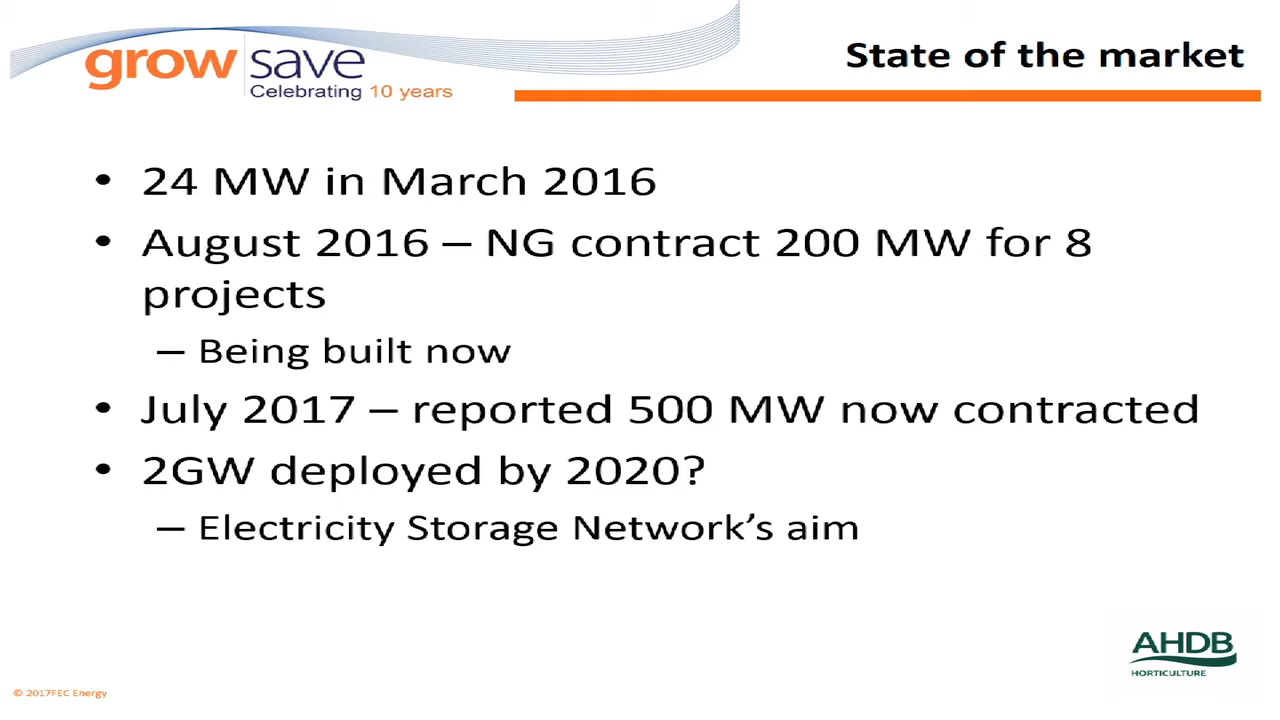 grow save
Celebrating 10 years
State of the market
• 24 MW in March 2016
• August 2016 – NG contract 200 MW for 8
projects
– Being built now
• July 2017 – reported 500 MW now contracted
• 2GW deployed by 2020?
– Electricity Storage Network’s aim
AHDB
HORTICULTURE
© 2017FEC Energy